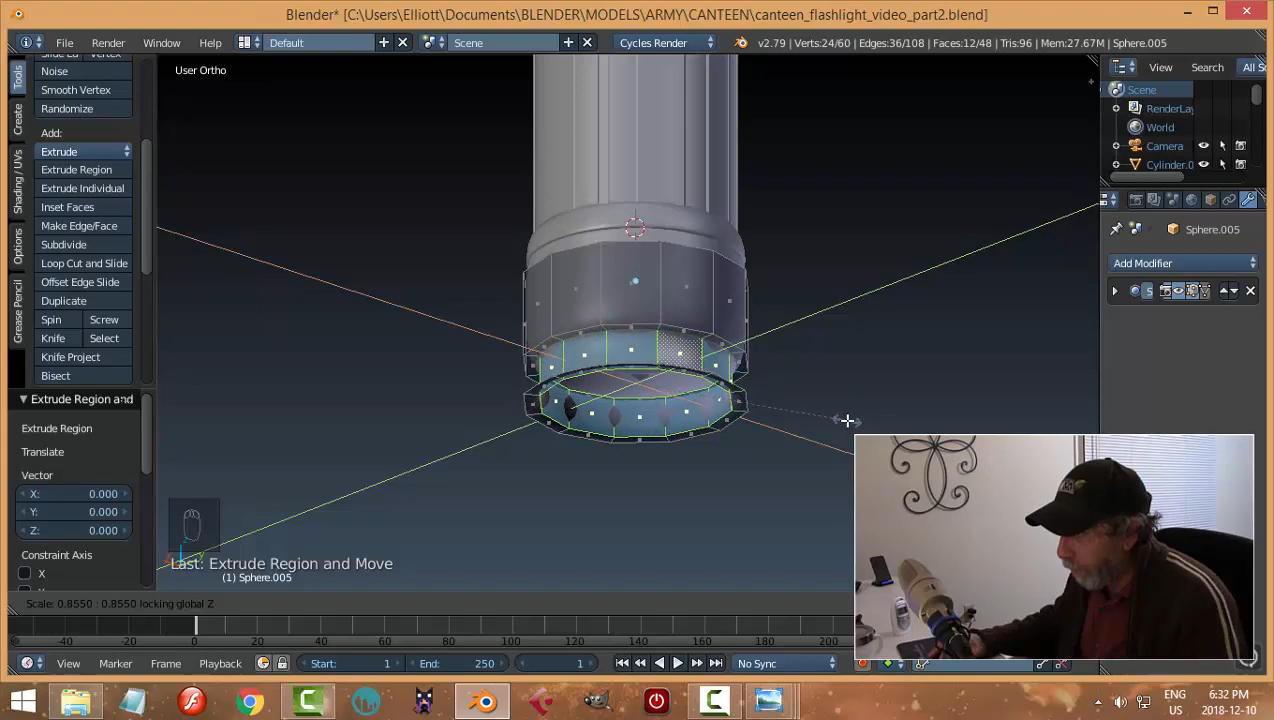 Blender* [C:\Users\Elliott\Documents\BLENDER\MODELS\ARMY\CANTEEN\canteen_flashlight_video_part2.blend]
File Render Window Help Default Scene Cycles Render v2.79 | Verts:24/60 | Edges:36/108 | Faces:12/48 | Tris:96 | Mem:27.67M | Sphere.005 View Search All S
User Ortho
Tools
Create
Shading / UVs
Options
Grease Pencil
Noise
Smooth Vertex
Randomize
Add:
Extrude
Extrude Region
Extrude Individual
Inset Faces
Make Edge/Face
Subdivide
Loop Cut and Slide
Offset Edge Slide
Duplicate
Spin Screw
Knife Select
Knife Project
Bisect
Extrude Region and
Extrude Region
Translate
Vector
X: 0.000
Y: 0.000
Z: 0.000
Constraint Axis
X
Last: Extrude Region and Move
(1) Sphere.005
Scale: 0.8550 : 0.8550 locking global Z
Scene
RenderLay
World
Camera
Cylinder.0
Sphere.005
Add Modifier
S
-40 -20 0 20 40 60 80 100 120 140 160 180 200
View Marker Frame Playback Start: 1 End: 250 1 No Sync
ENG 6:32 PM
US 2018-12-10